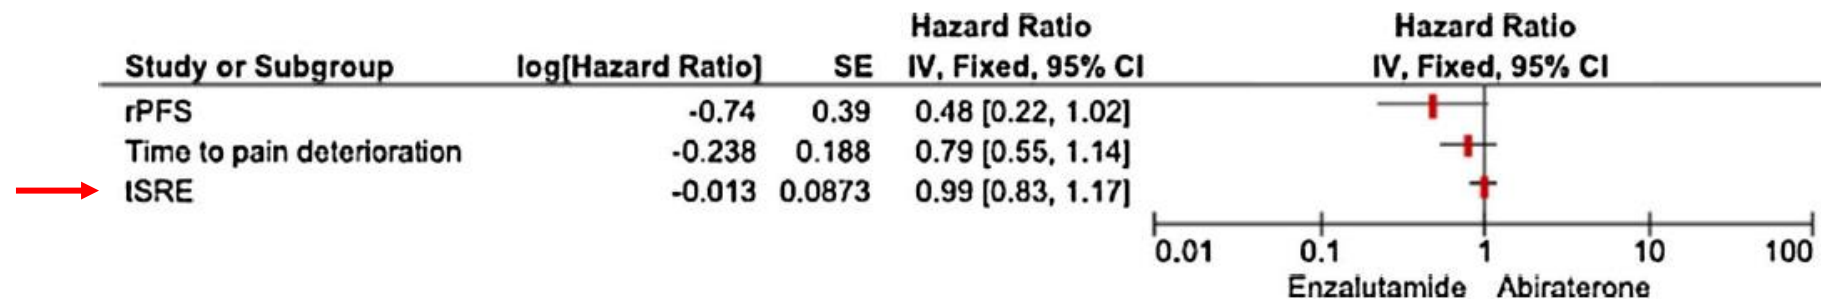 Hazard Ratio Hazard Ratio
Study or Subgroup log[Hazard Ratio] SE IV, Fixed, 95% CI IV, Fixed, 95% CI
rPFS -0.74 0.39 0.48 [0.22, 1.02]
Time to pain deterioration -0.238 0.188 0.79 [0.55, 1.14]
tSRE -0.013 0.0873 0.99 [0.83, 1.17]
0.01 0.1 1 10 100
Enzalutamide Abiraterone